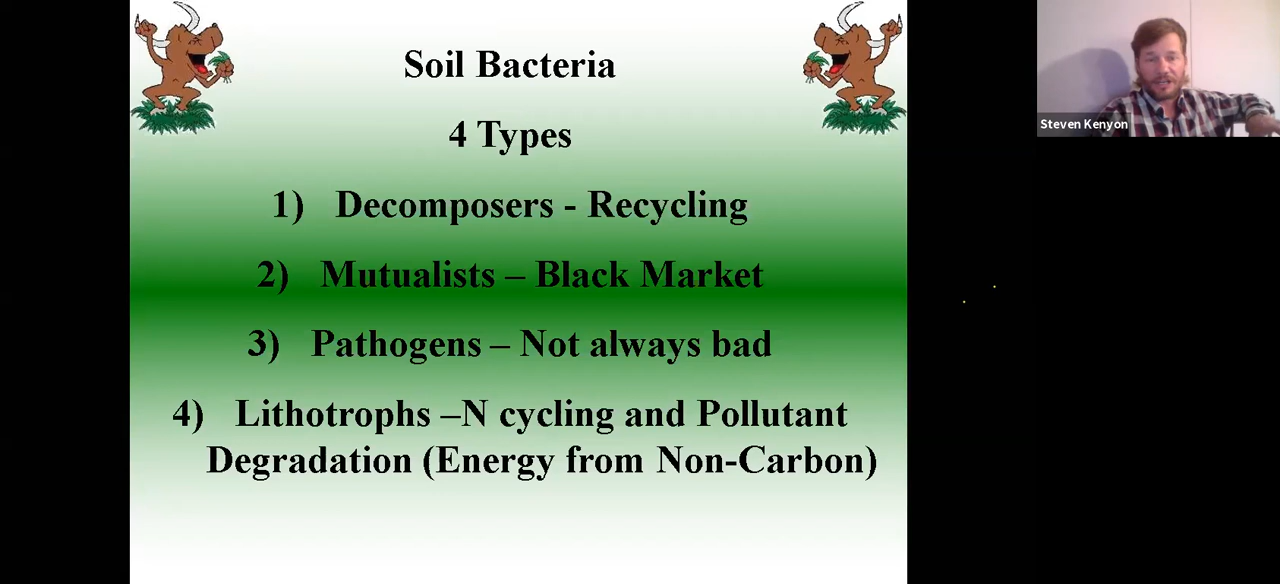 Soil Bacteria
4 Types
1) Decomposers - Recycling
2) Mutualists – Black Market
3) Pathogens – Not always bad
4) Lithotrophs –N cycling and Pollutant
Degradation (Energy from Non-Carbon)
Steven Kenyon